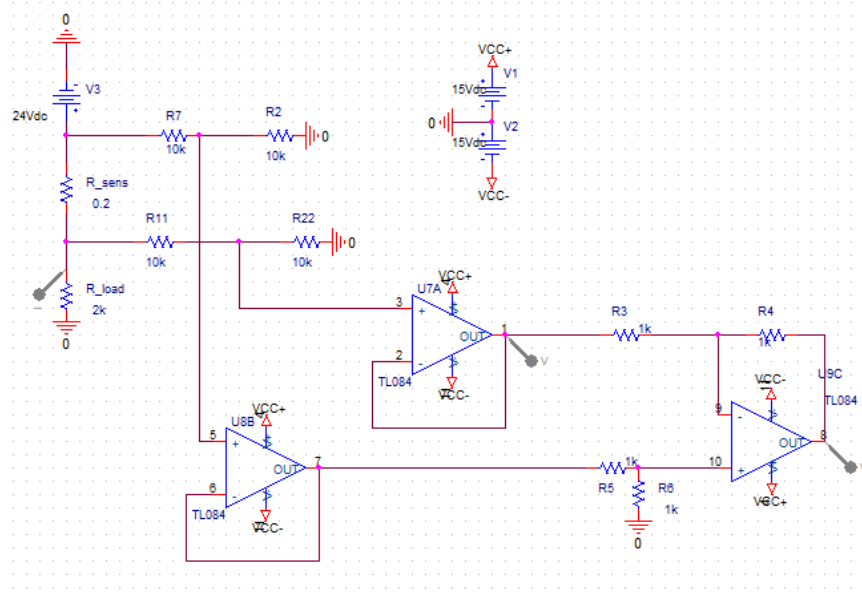 0
V3
24Vdc
R7
10k
R2
10k
0
VCC+
V1
15Vdc
0
V2
15Vdc
VCC-
R_sens
0.2
R11
10k
R22
10k
0
R_load
2k
0
U7A
VCC+
3
+
OUT
1
2
-
TL084
VCC-
V
R3
1k
R4
1k
U9C
TL084
VCC-
9
-
OUT
8
10
+
VCC+
U8B
VCC+
5
+
OUT
7
6
-
TL084
VCC-
R5
1k
R6
1k
0